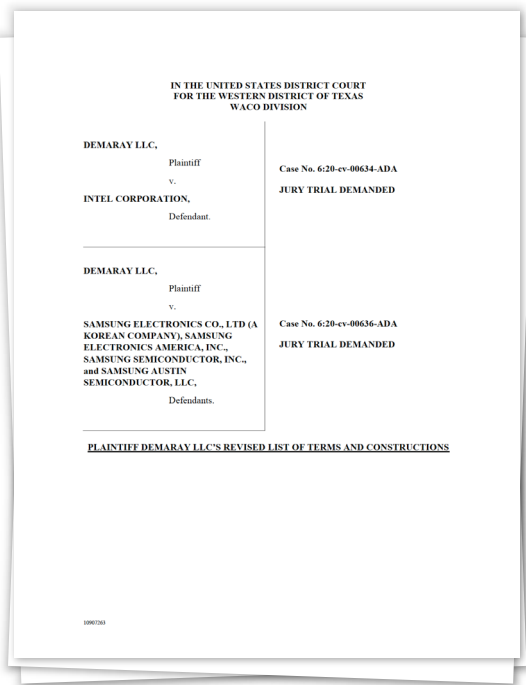 IN THE UNITED STATES DISTRICT COURT
FOR THE WESTERN DISTRICT OF TEXAS
WACO DIVISION
DEMARAY LLC,
Plaintiff
v.
INTEL CORPORATION,
Defendant.
Case No. 6:20-cv-00634-ADA
JURY TRIAL DEMANDED
DEMARAY LLC,
Plaintiff
v.
SAMSUNG ELECTRONICS CO., LTD (A
KOREAN COMPANY), SAMSUNG
ELECTRONICS AMERICA, INC.,
SAMSUNG SEMICONDUCTOR, INC.,
and SAMSUNG AUSTIN
SEMICONDUCTOR, LLC,
Defendants.
Case No. 6:20-cv-00636-ADA
JURY TRIAL DEMANDED
PLAINTIFF DEMARAY LLC'S REVISED LIST OF TERMS AND CONSTRUCTIONS
10907263